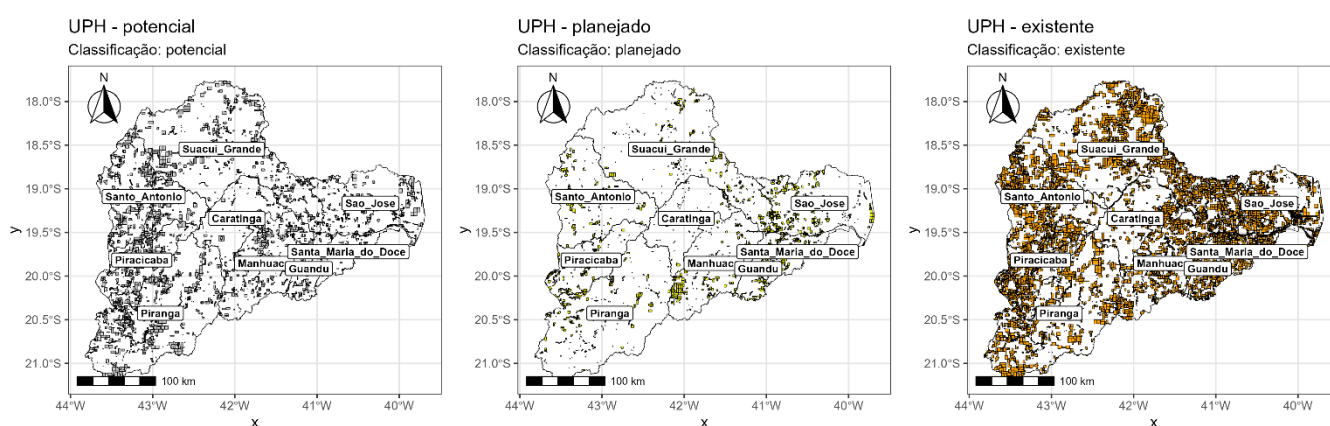 UPH - potencial
Classificação: potencial
N
18.0°S
18.5°S
19.0°S
19.5°S
20.0°S
20.5°S
21.0°S
y
Suacui_Grande
Santo_Antonio
Sao_Jose
Caratinga
Santa_Maria_do_Doce
Piracicaba
Manhuac
Guandu
Piranga
100 km
44°W
43°W
42°W
41°W
40°W
x
UPH - planejado
Classificação: planejado
N
18.0°S
18.5°S
19.0°S
19.5°S
20.0°S
20.5°S
21.0°S
y
Suacui_Grande
Santo_Antonio
Sao_Jose
Caratinga
Santa_Maria_do_Doce
Piracicaba
Manhuac
Guandu
Piranga
100 km
44°W
43°W
42°W
41°W
40°W
x
UPH - existente
Classificação: existente
N
18.0°S
18.5°S
19.0°S
19.5°S
20.0°S
20.5°S
21.0°S
y
Suacui_Grande
Santo_Antonio
Sao_Jose
Caratinga
Santa_Maria_do_Doce
Piracicaba
Manhuac
Guandu
Piranga
100 km
44°W
43°W
42°W
41°W
40°W
x